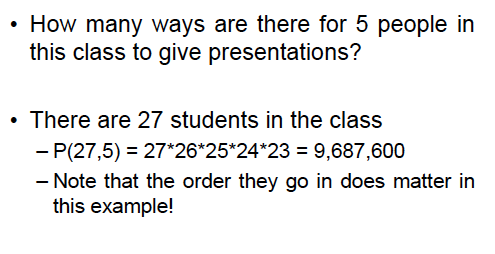 • How many ways are there for 5 people in
this class to give presentations?
• There are 27 students in the class
– P(27,5) = 27*26*25*24*23 = 9,687,600
– Note that the order they go in does matter in
this example!